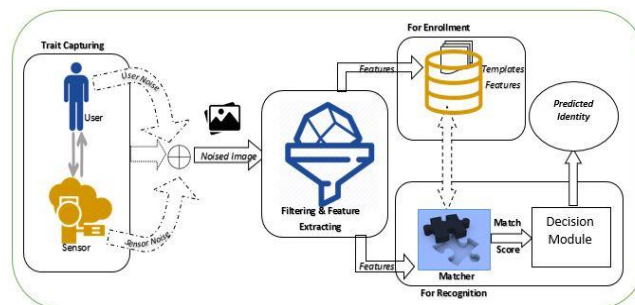 Trait Capturing
User
User Noise
Sensor
Sensor Noise
Noised Image
Filtering & Feature
Extracting
Features
For Enrollment
Templates
Features
Features
Matcher
For Recognition
Match
Score
Decision
Module
Predicted
Identity